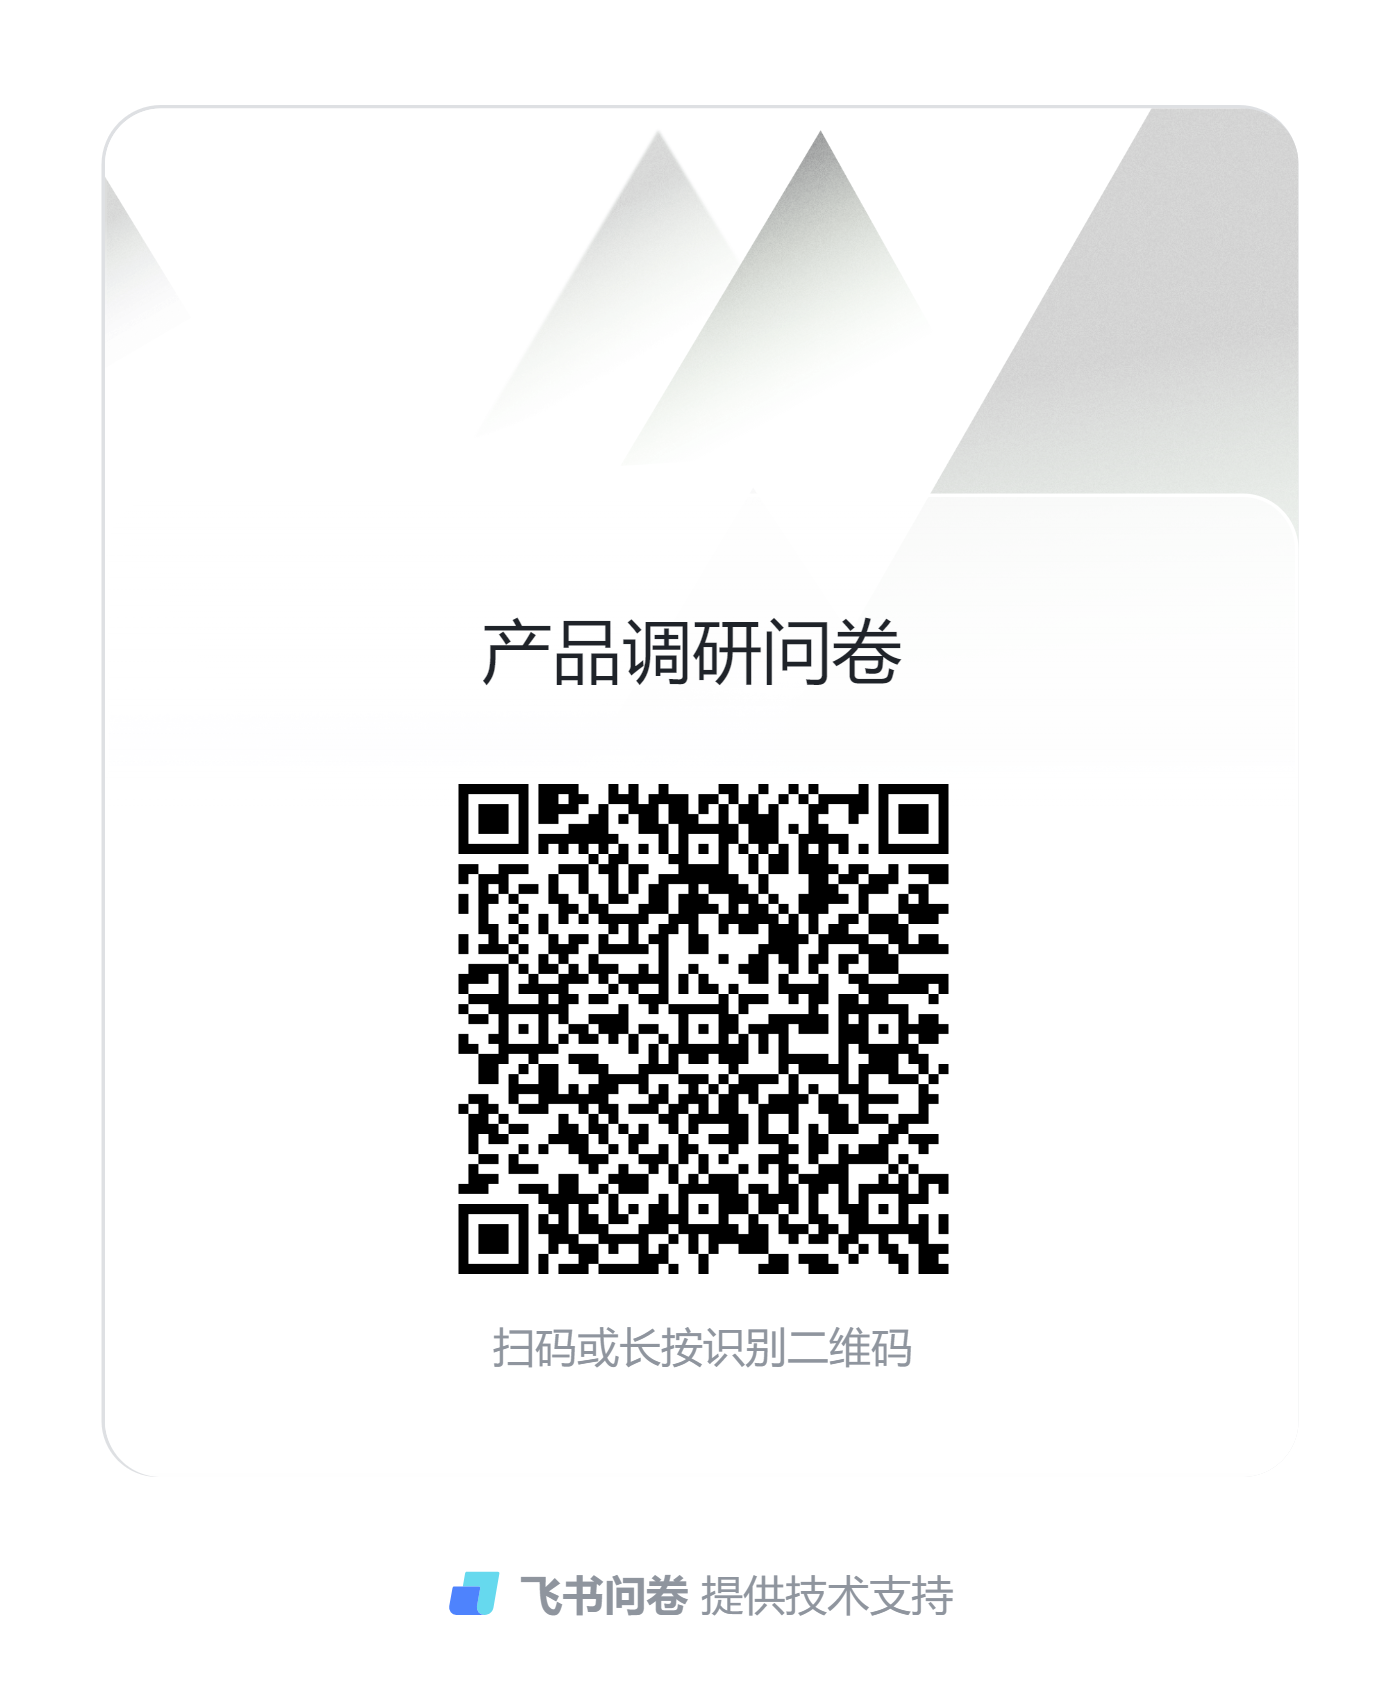 产品调研问卷
扫码或长按识别二维码
飞书问卷 提供技术支持